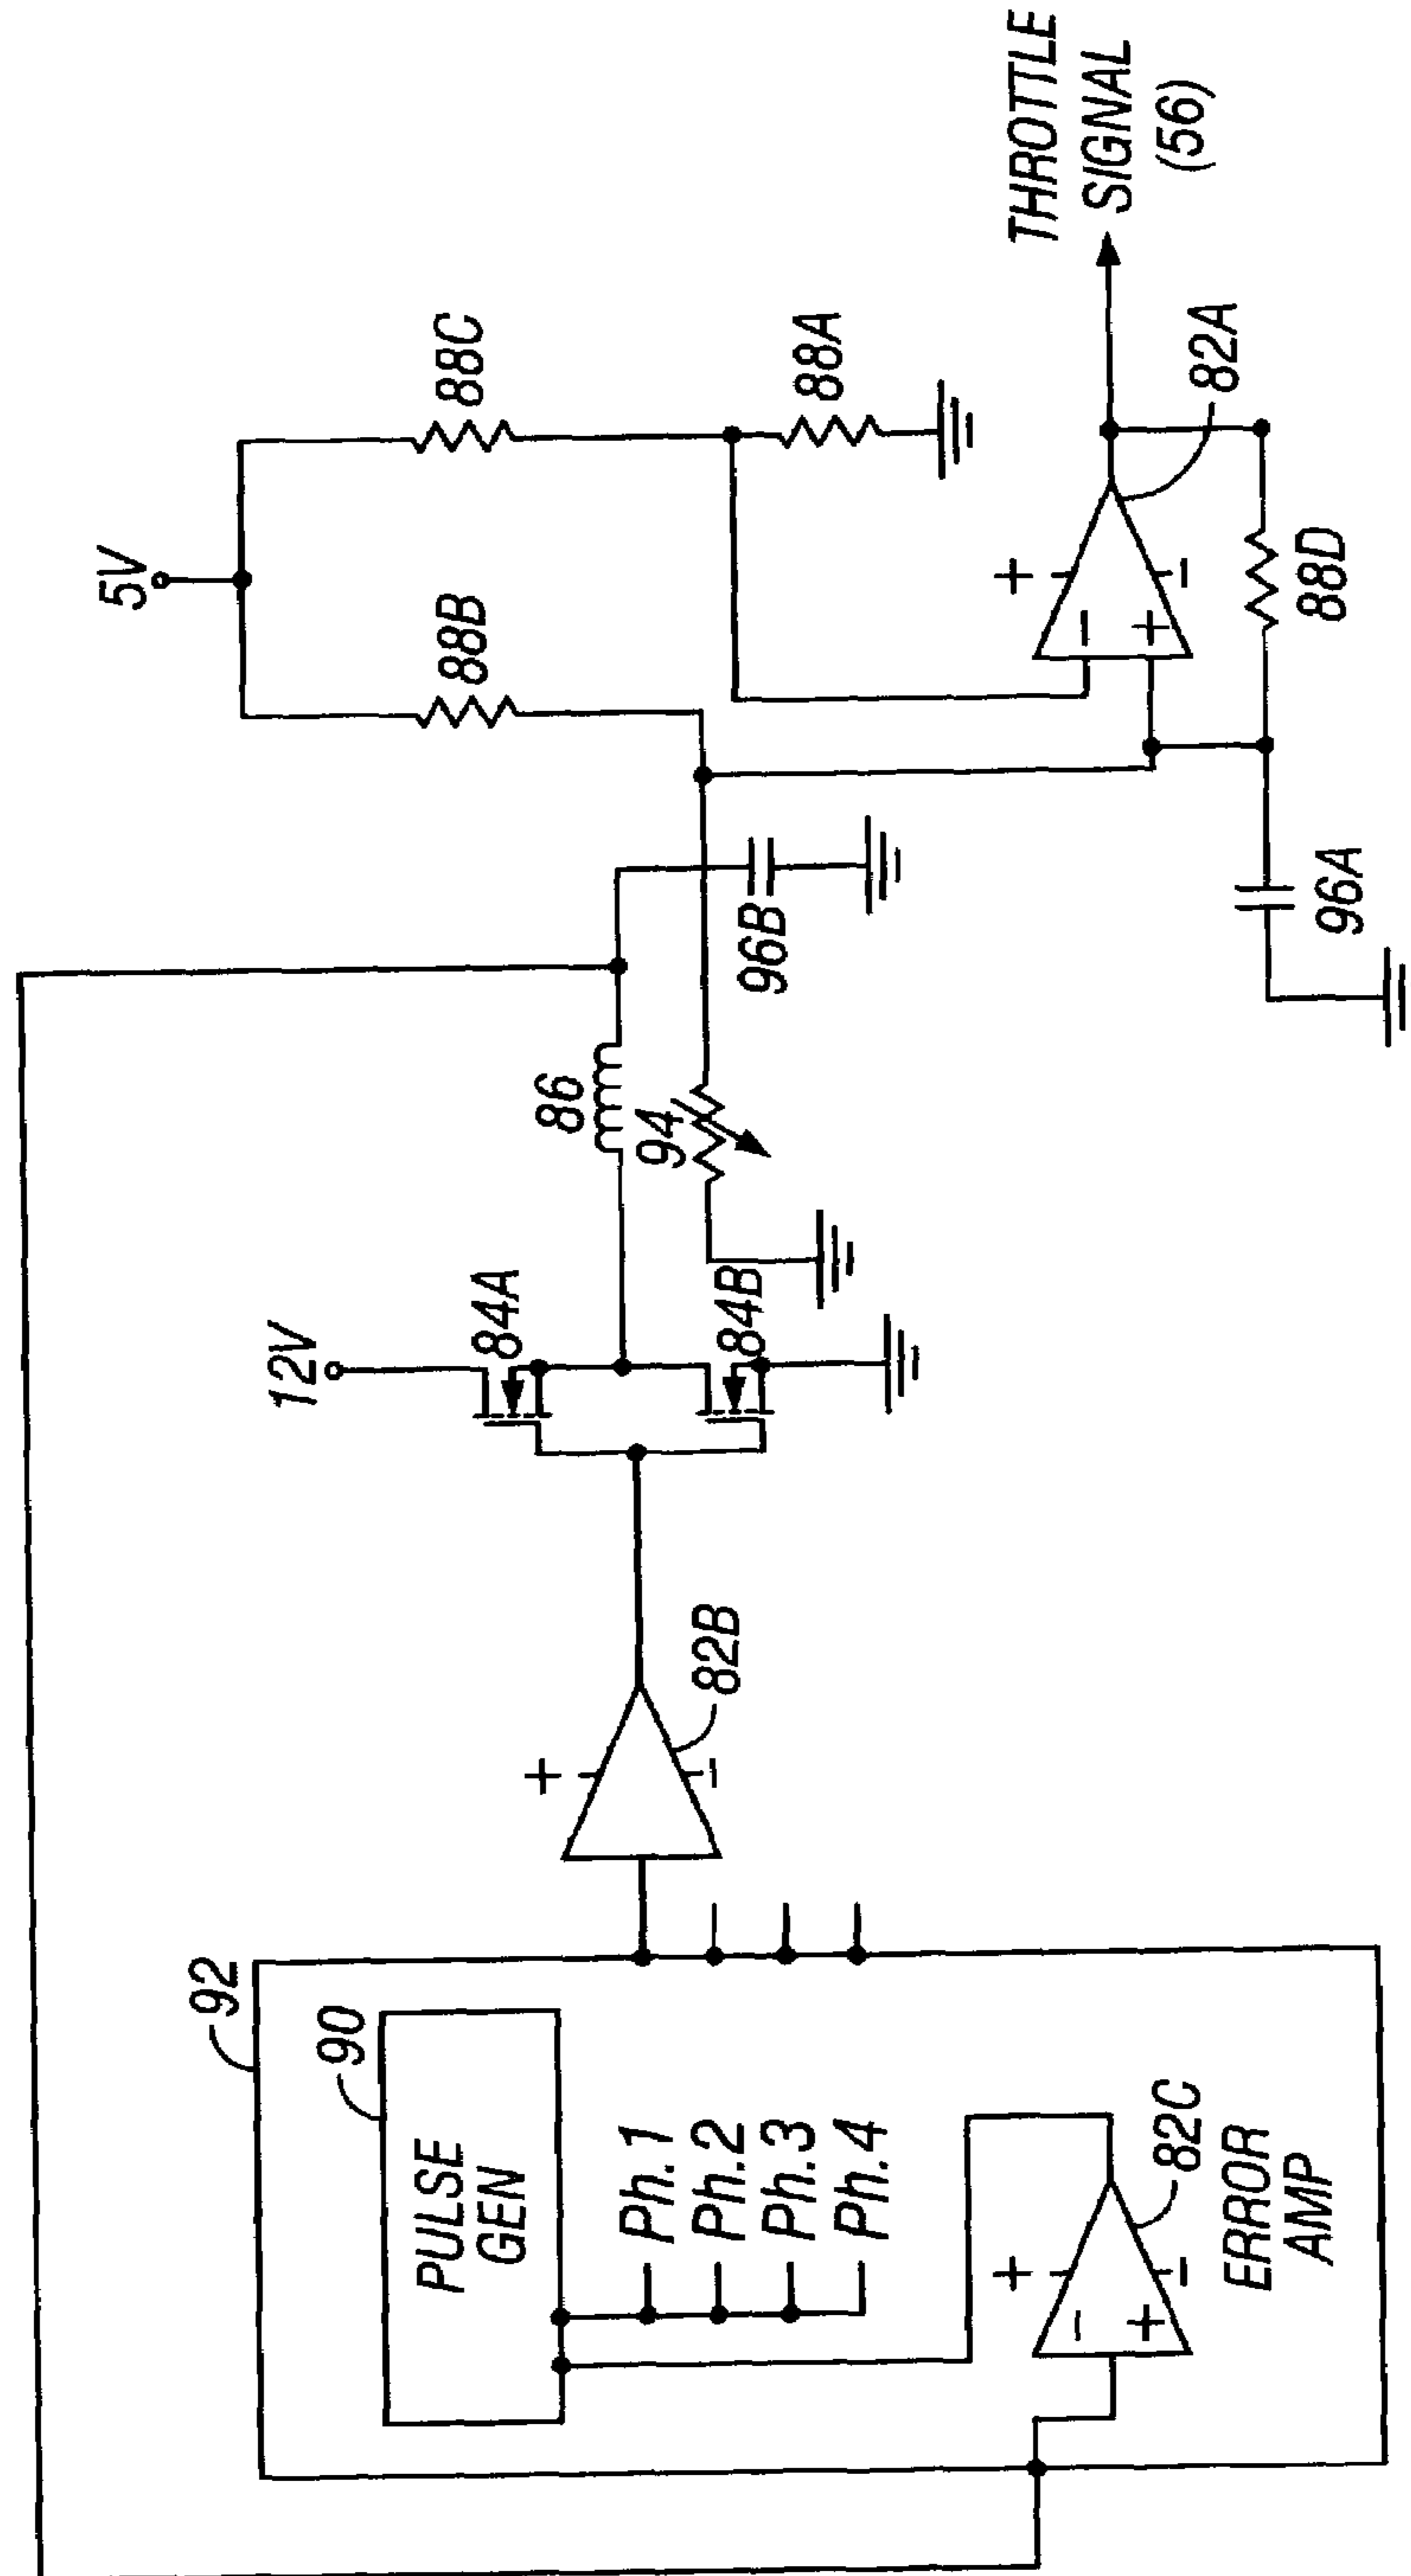 92
90
PULSE
GEN
Ph.1
Ph.2
Ph.3
Ph.4
+
-
-
+
82C
ERROR
AMP
+
-
82B
12V
84A
84B
86
94
96B
5V
88B
88C
88A
+
-
-
+
82A
88D
96A
THROTTLE
SIGNAL
(56)